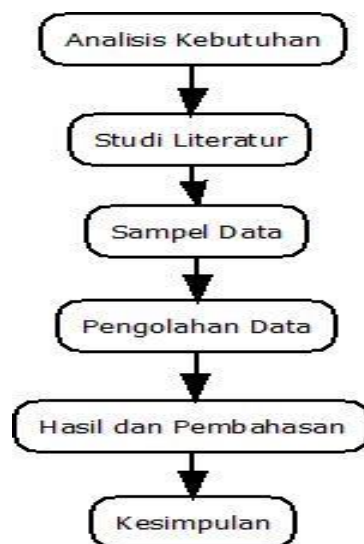 Analisis Kebutuhan
Studi Literatur
Sampel Data
Pengolahan Data
Hasil dan Pembahasan
Kesimpulan